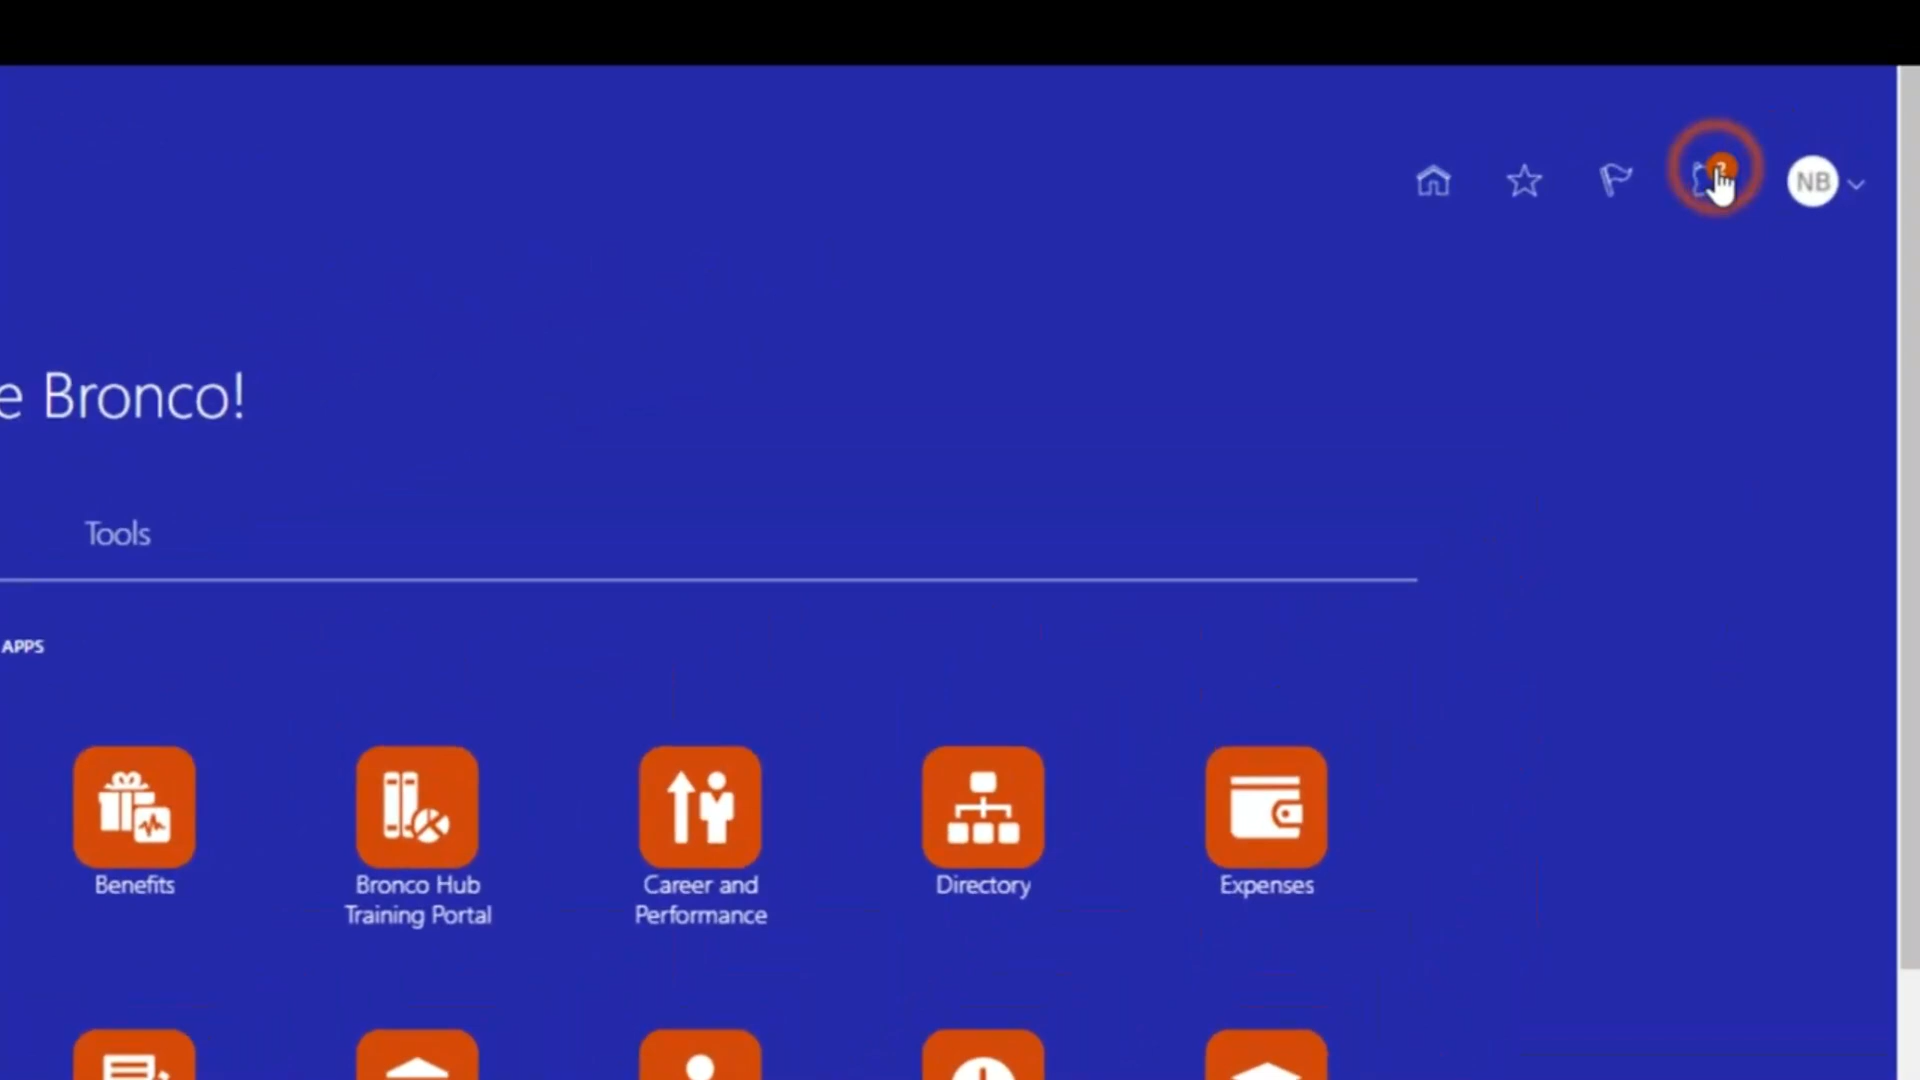 NB
e Bronco!
Tools
APPS
Benefits
Bronco Hub
Training Portal
Career and
Performance
Directory
Expenses